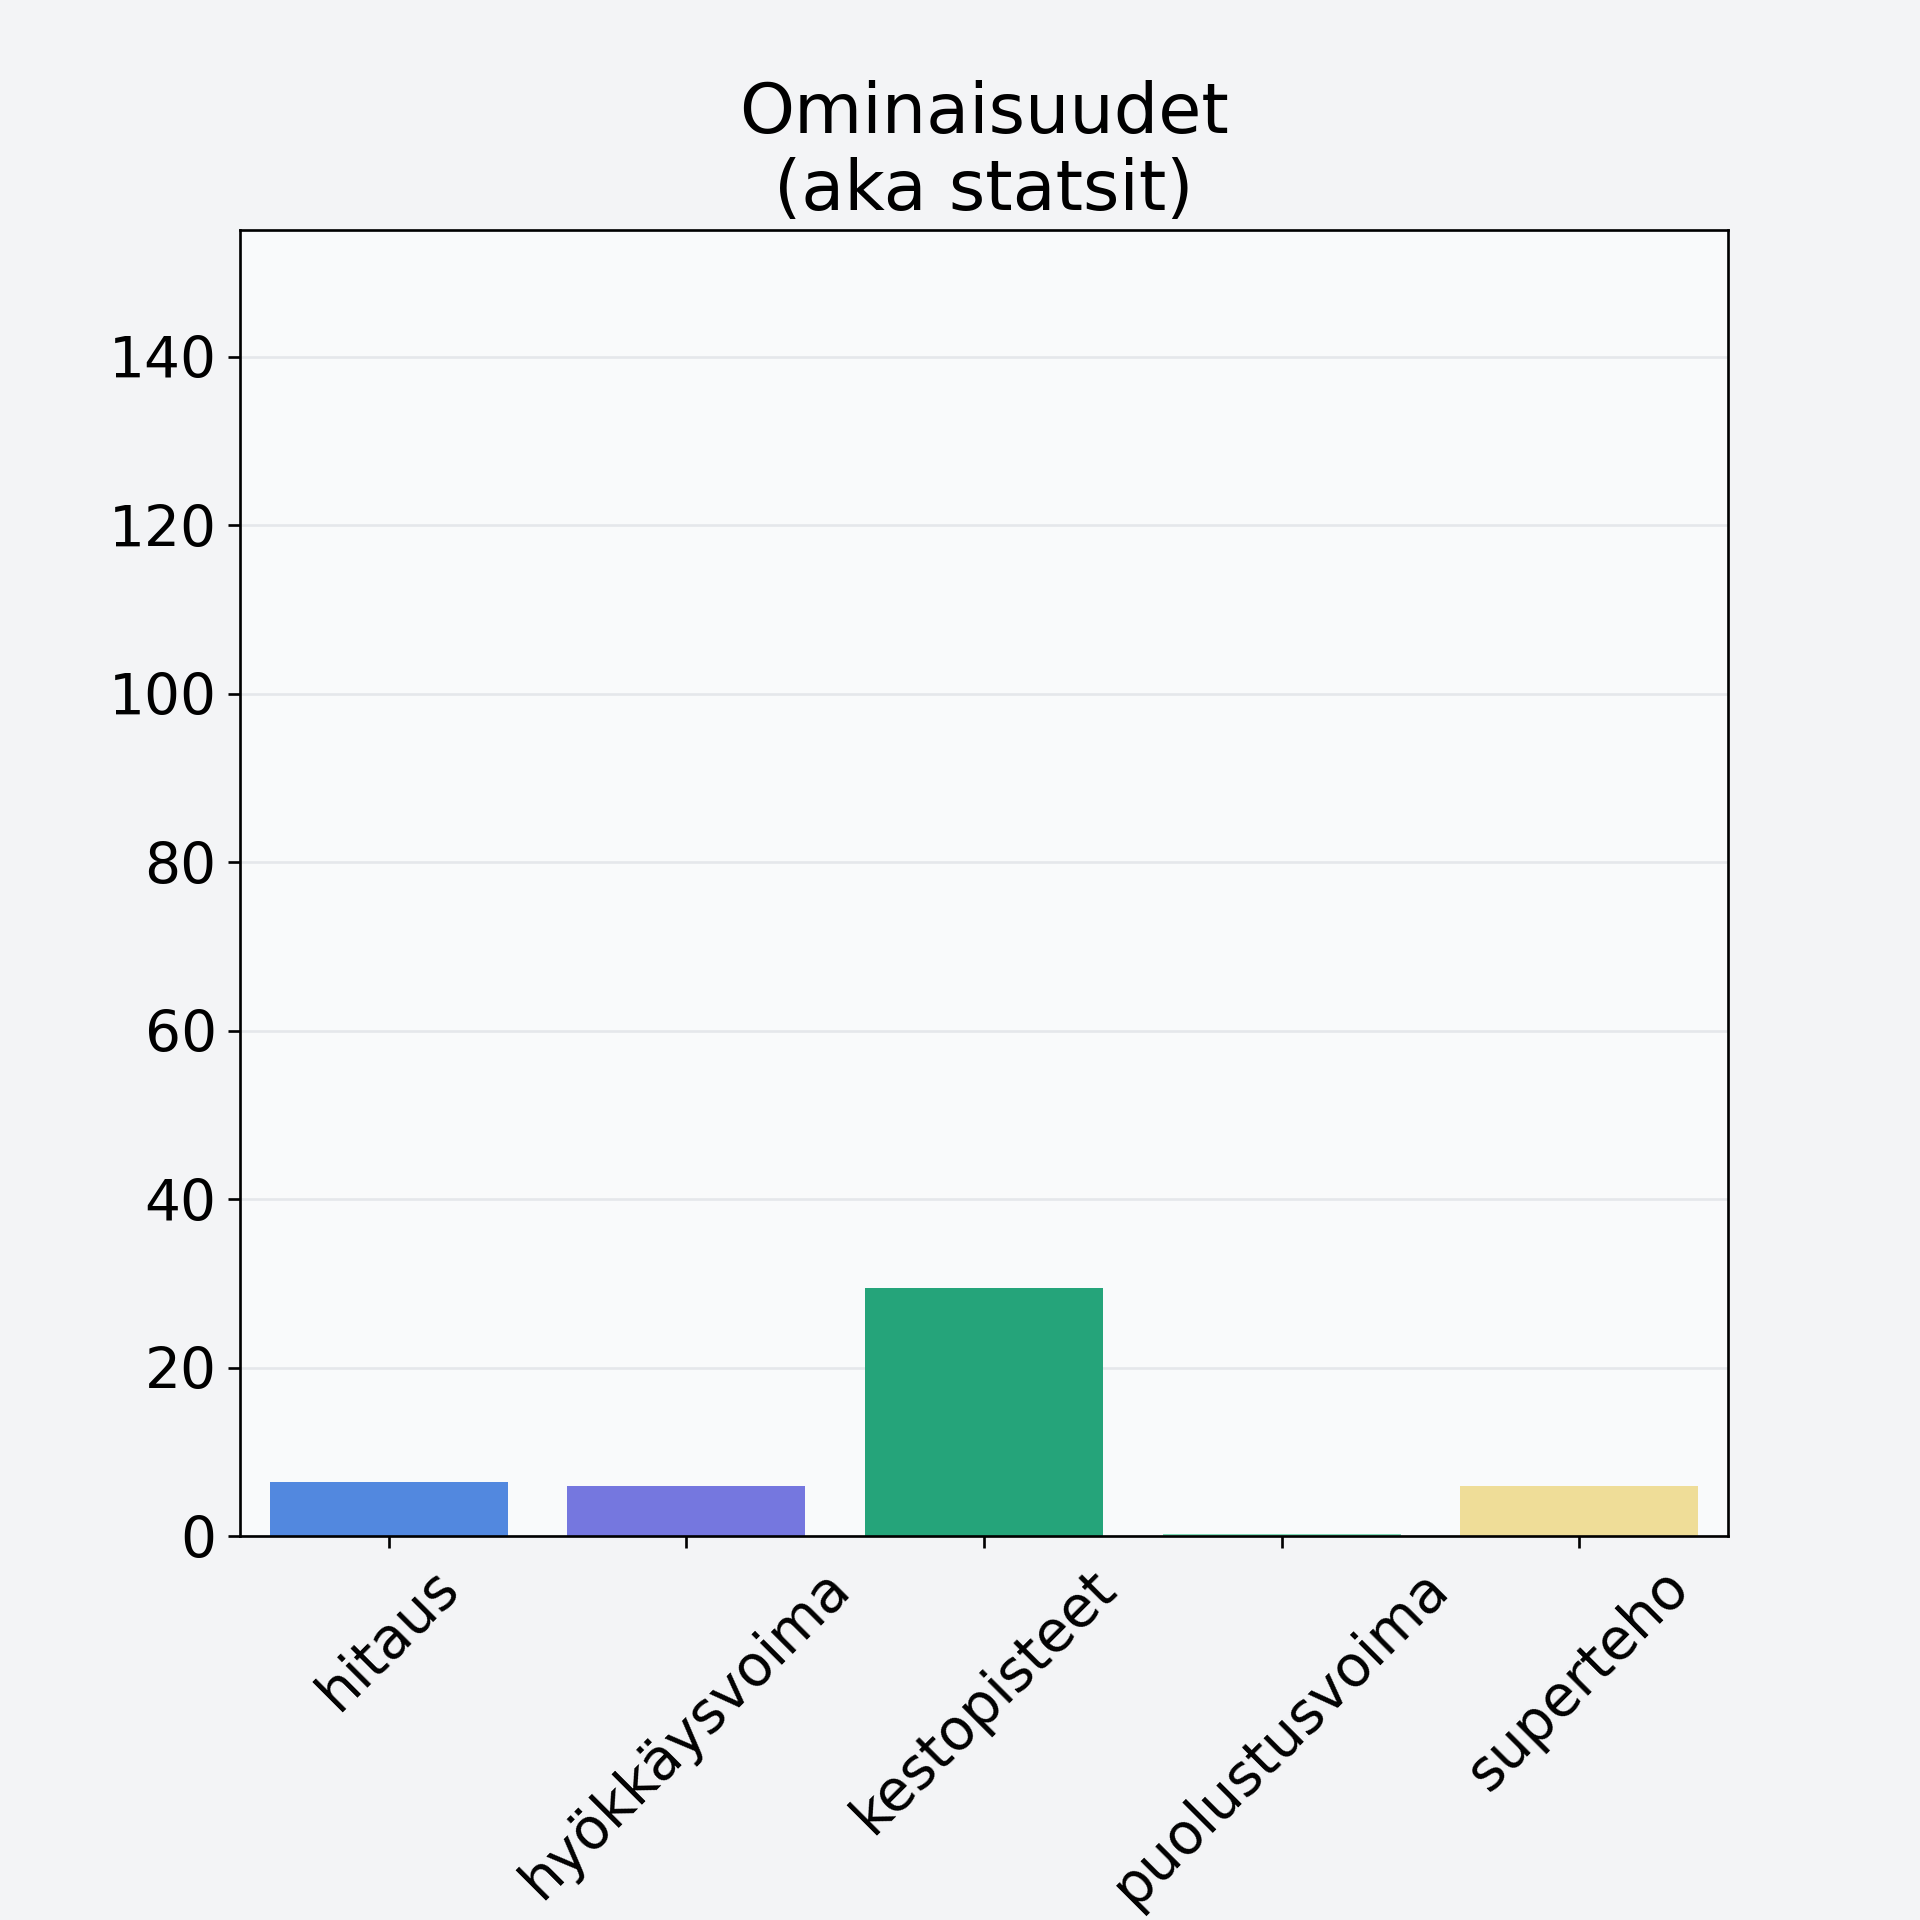 Ominaisuudet
(aka statsit)
140
120
100
80
60
40
20
0
hitaus
hyökkäysvoima
kestopisteet
puolustusvoima
superteho